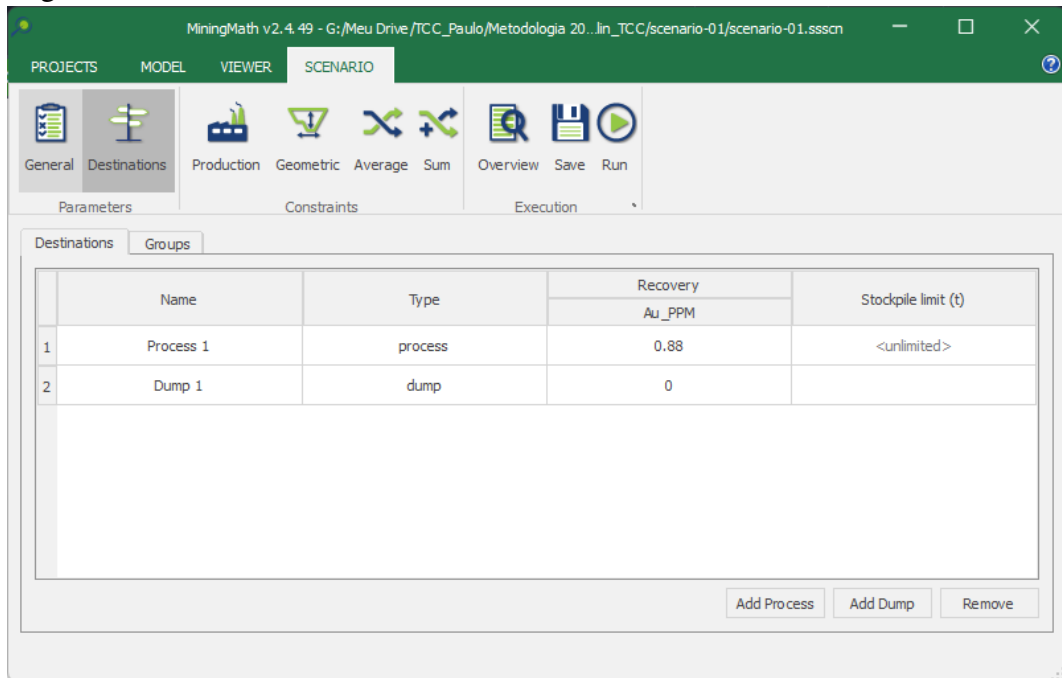 MiningMath v2.4.49 - G:/Meu Drive/TCC_Paulo/Metodologia 20...lin_TCC/scenario-01/scenario-01.ssscn
PROJECTS MODEL VIEWER SCENARIO
General Destinations Production Geometric Average Sum Overview Save Run
Parameters Constraints Execution
Destinations Groups
Name Type Recovery Stockpile limit (t)
Au_PPM
1 Process 1 process 0.88 <unlimited>
2 Dump 1 dump 0
Add Process Add Dump Remove